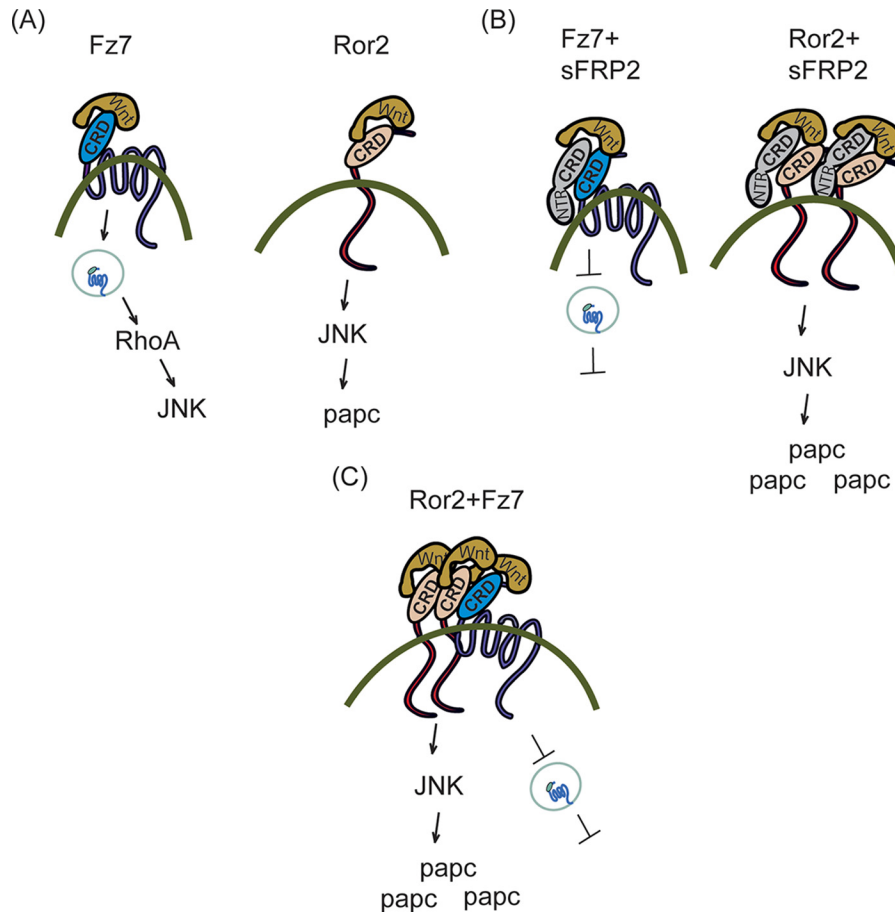 (A)
Fz7
Wnt
CRD
RhoA
JNK
Ror2
Wnt
CRD
JNK
papc
(B)
Fz7+
sFRP2
Wnt
CRD
CRD
NTR
Ror2+
sFRP2
Wnt
Wnt
CRD
CRD
CRD
CRD
NTR
NTR
JNK
papc
papc papc
(C)
Ror2+Fz7
Wnt
Wnt
Wnt
CRD
CRD
CRD
JNK
papc
papc papc